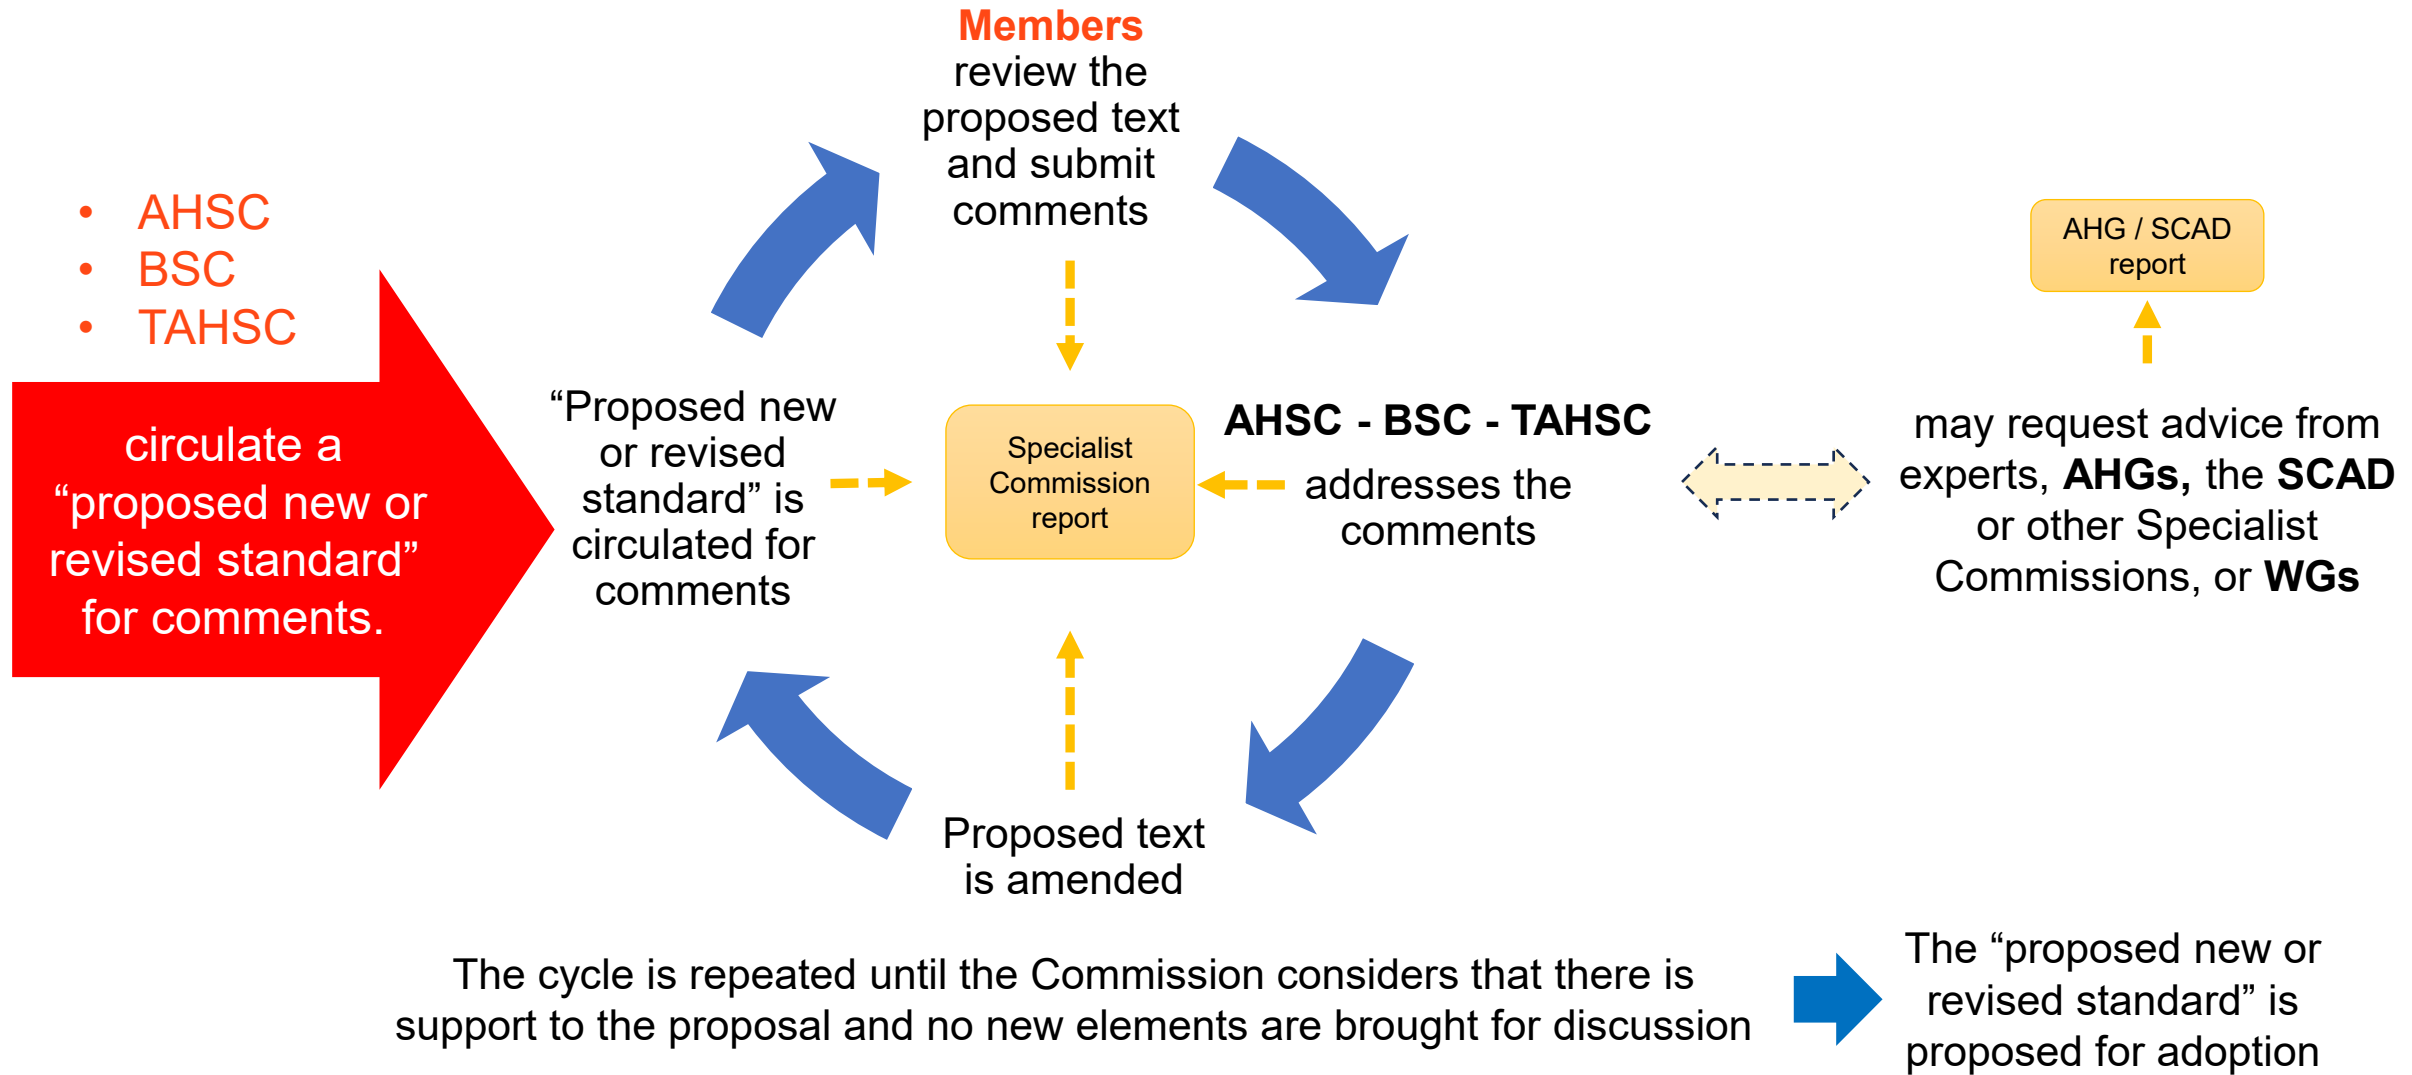 • AHSC
• BSC
• TAHSC
circulate a
“proposed new or
revised standard”
for comments.
“Proposed new
or revised
standard” is
circulated for
comments
Members
review the
proposed text
and submit
comments
Specialist
Commission
report
AHSC - BSC - TAHSC
addresses the
comments
AHG / SCAD
report
may request advice from
experts, AHGs, the SCAD
or other Specialist
Commissions, or WGs
Proposed text
is amended
The cycle is repeated until the Commission considers that there is
support to the proposal and no new elements are brought for discussion
The “proposed new or
revised standard” is
proposed for adoption